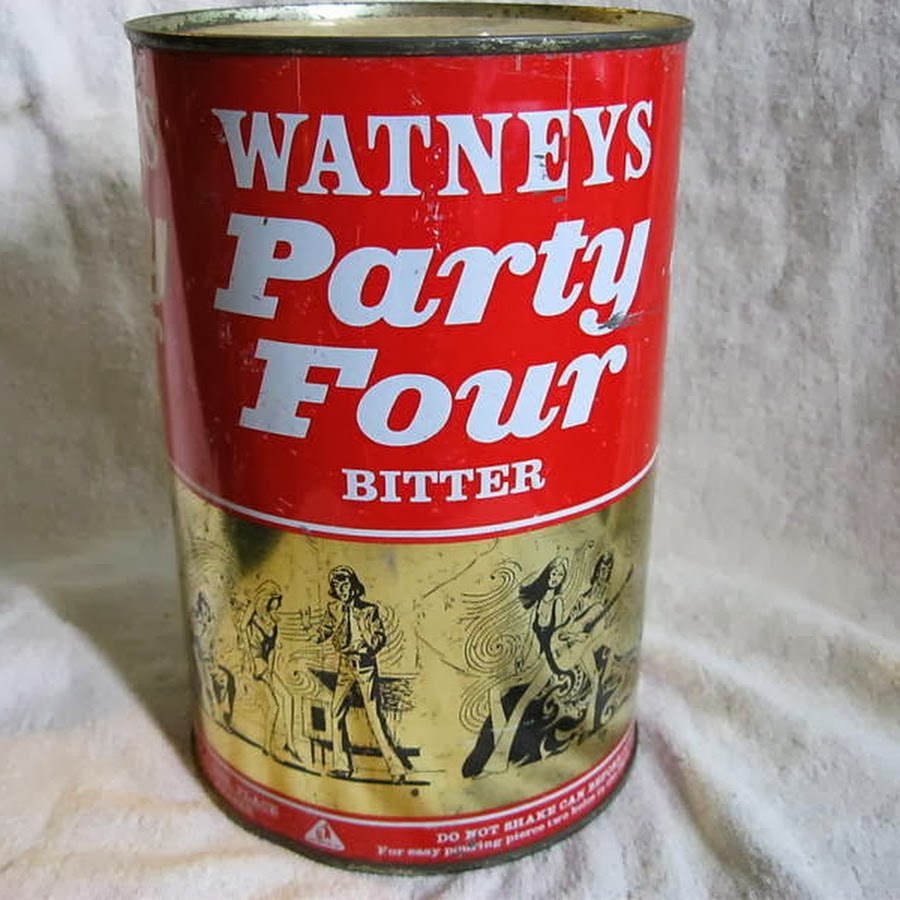 WATNEYS
Party
Four
BITTER
DO NOT SHAKE CAN BEFORE
For easy pouring pierce two holes